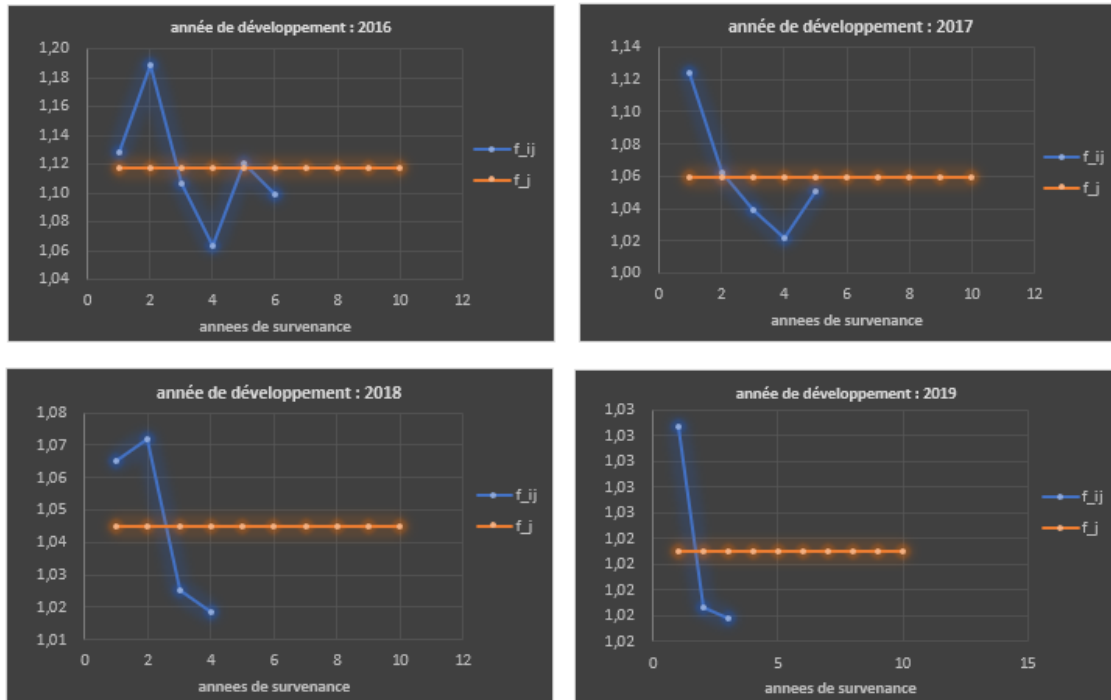 année de développement : 2016
1,20
1,18
1,16
1,14
1,12
1,10
1,08
1,06
1,04
0 2 4 6 8 10 12
annees de survenance
f_ij
f_j
année de développement : 2017
1,14
1,12
1,10
1,08
1,06
1,04
1,02
1,00
0 2 4 6 8 10 12
annees de survenance
f_ij
f_j
année de développement : 2018
1,08
1,07
1,06
1,05
1,04
1,03
1,02
1,01
0 2 4 6 8 10 12
annees de survenance
f_ij
f_j
année de développement : 2019
1,03
1,03
1,03
1,03
1,03
1,02
1,02
1,02
1,02
1,02
0 5 10 15
annees de survenance
f_ij
f_j